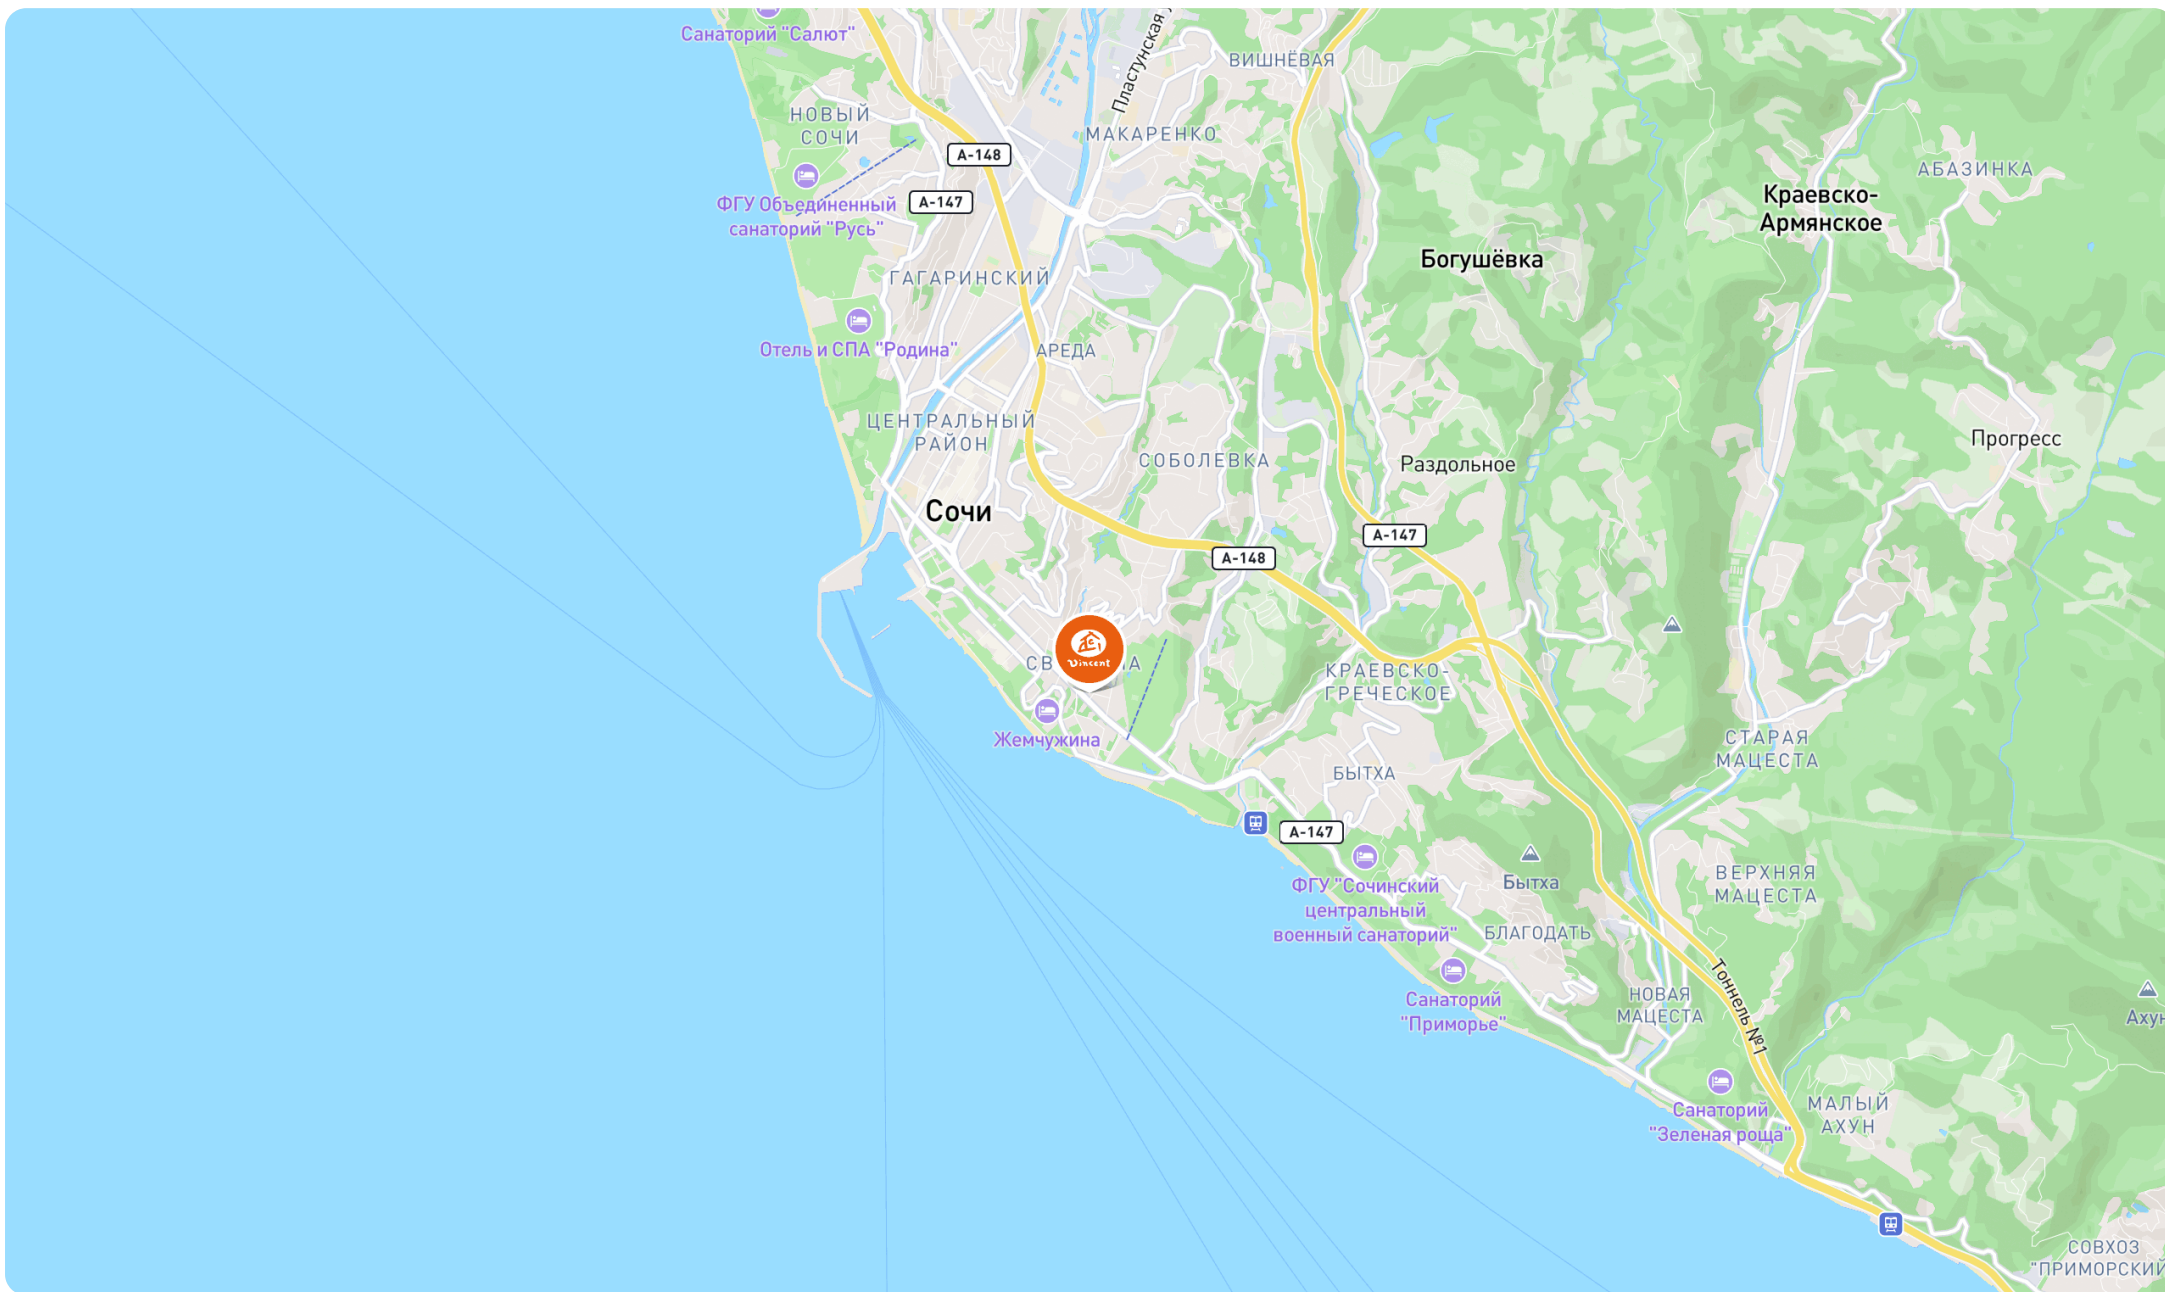 Санаторий "Салют"
Пластунская
ВИШНЁВАЯ
НОВЫЙ
СОЧИ
МАКАРЕНКО
А-148
ФГУ Объединенный
санаторий "Русь"
А-147
Краевско-
Армянское
АБАЗИНКА
Богушёвка
ГАГАРИНСКИЙ
Отель и СПА "Родина"
АРЕДА
ЦЕНТРАЛЬНЫЙ
РАЙОН
СОБОЛЕВКА
Раздольное
Прогресс
Сочи
А-148
А-147
Vincent
КРАЕВСКО-
ГРЕЧЕСКОЕ
Жемчужина
СТАРАЯ
МАЦЕСТА
БЫТХА
А-147
ФГУ "Сочинский
центральный
военный санаторий"
Бытха
ВЕРХНЯЯ
МАЦЕСТА
БЛАГОДАТЬ
Санаторий
"Приморье"
НОВАЯ
МАЦЕСТА
Тоннель №1
Ахун
Санаторий
"Зеленая роща"
МАЛЫЙ
АХУН
СОВХОЗ
"ПРИМОРСКИЙ